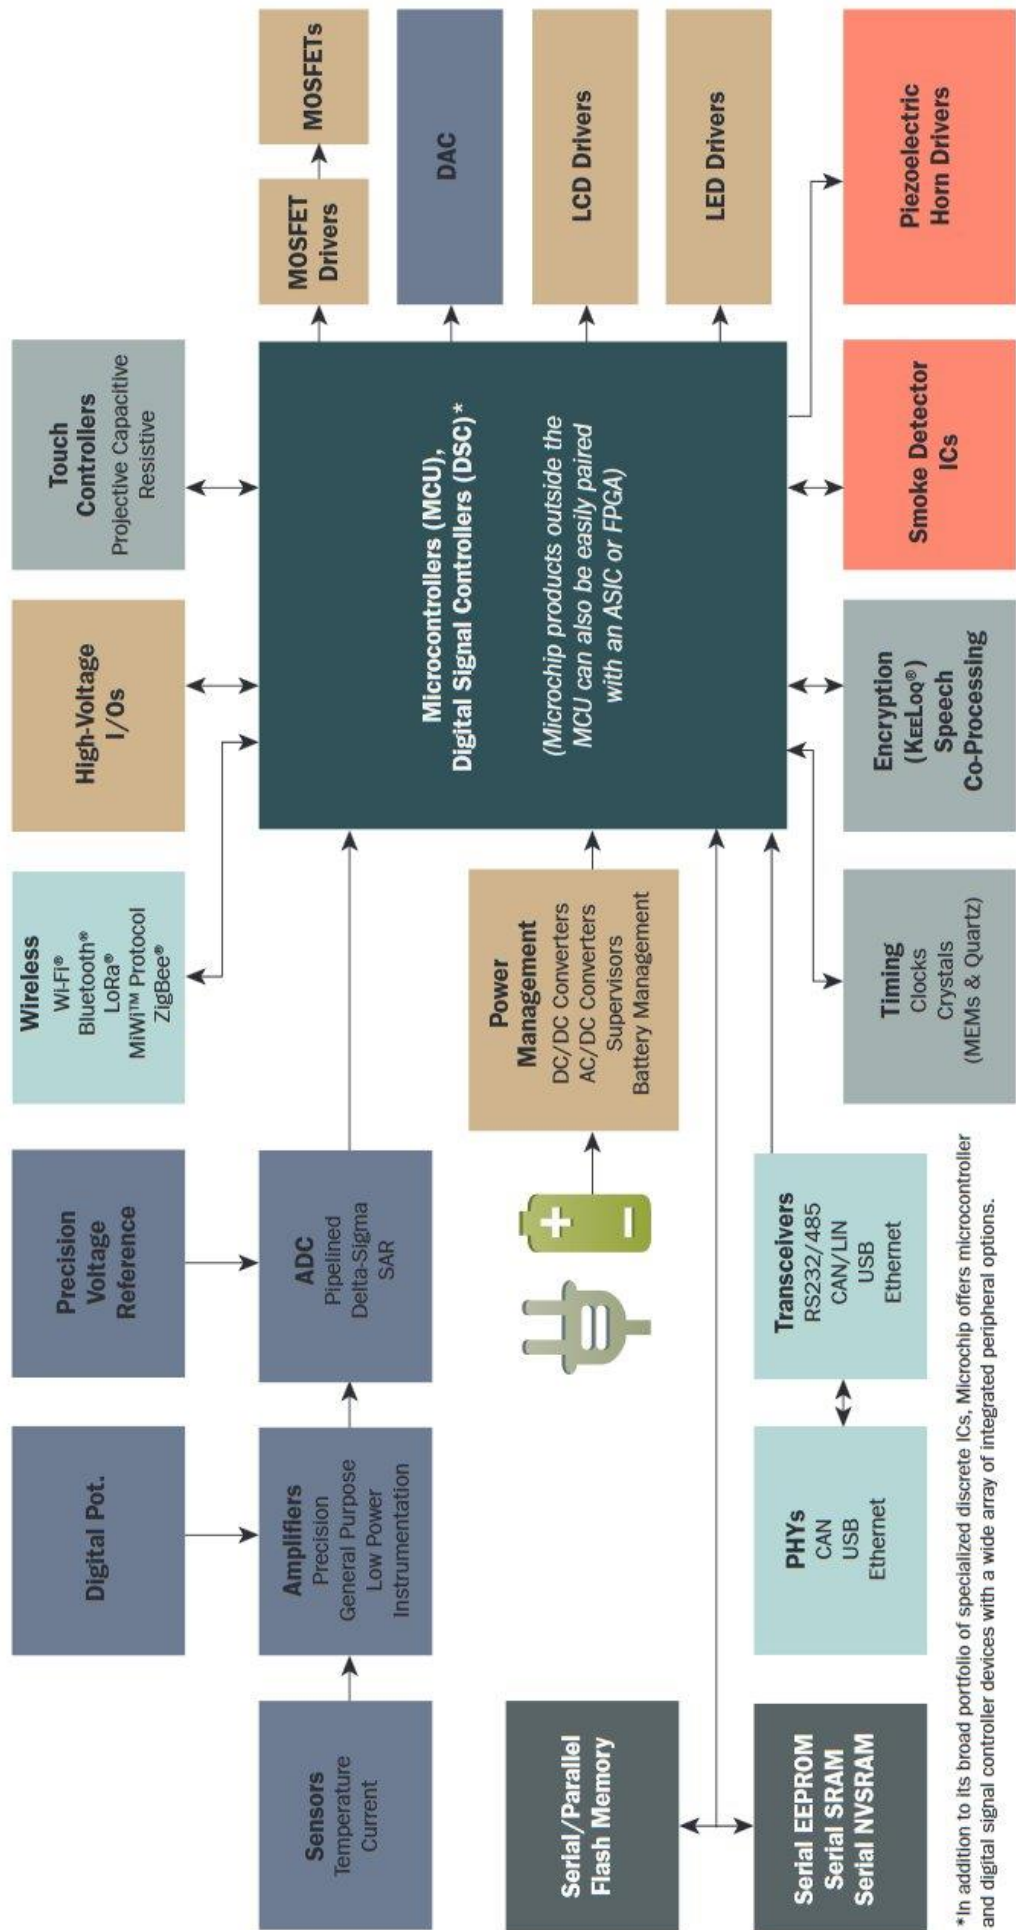 Digital Pot.
Precision
Voltage
Reference
Wireless
Wi-Fi®
Bluetooth®
LoRa®
MiWi™ Protocol
ZigBee®
High-Voltage
I/Os
Touch
Controllers
Projective Capacitive
Resistive
Sensors
Temperature
Current
Amplifiers
Precision
General Purpose
Low Power
Instrumentation
ADC
Pipelined
Delta-Sigma
SAR
Microcontrollers (MCU),
Digital Signal Controllers (DSC)*
(Microchip products outside the
MCU can also be easily paired
with an ASIC or FPGA)
MOSFET
Drivers
MOSFETs
DAC
LCD Drivers
LED Drivers
Power
Management
DC/DC Converters
AC/DC Converters
Supervisors
Battery Management
+
–
Serial/Parallel
Flash Memory
Serial EEPROM
Serial SRAM
Serial NVSRAM
PHYs
CAN
USB
Ethernet
Transceivers
RS232/485
CAN/LIN
USB
Ethernet
Timing
Clocks
Crystals
(MEMs & Quartz)
Encryption
(KEELOQ®)
Speech
Co-Processing
Smoke Detector
ICs
Piezoelectric
Horn Drivers
*In addition to its broad portfolio of specialized discrete ICs, Microchip offers microcontroller
and digital signal controller devices with a wide array of integrated peripheral options.